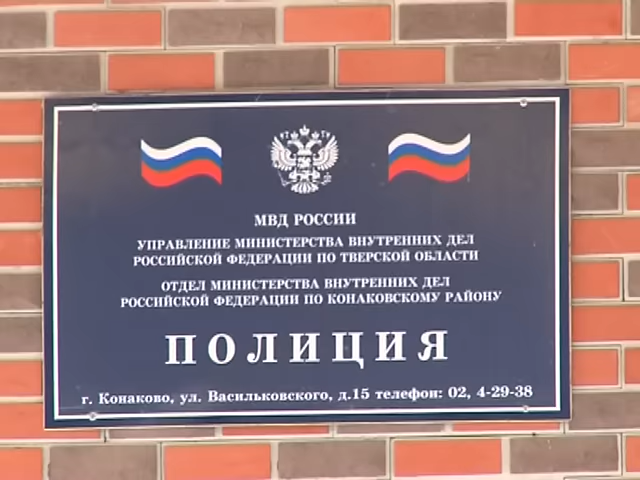 МВД РОССИИ
УПРАВЛЕНИЕ МИНИСТЕРСТВА ВНУТРЕННИХ ДЕЛ
РОССИЙСКОЙ ФЕДЕРАЦИИ ПО ТВЕРСКОЙ ОБЛАСТИ
ОТДЕЛ МИНИСТЕРСТВА ВНУТРЕННИХ ДЕЛ
РОССИЙСКОЙ ФЕДЕРАЦИИ ПО КОНАКОВСКОМУ РАЙОНУ
ПОЛИЦИЯ
г. Конаково, ул. Васильковского, д.15 телефон: 02, 4-29-38